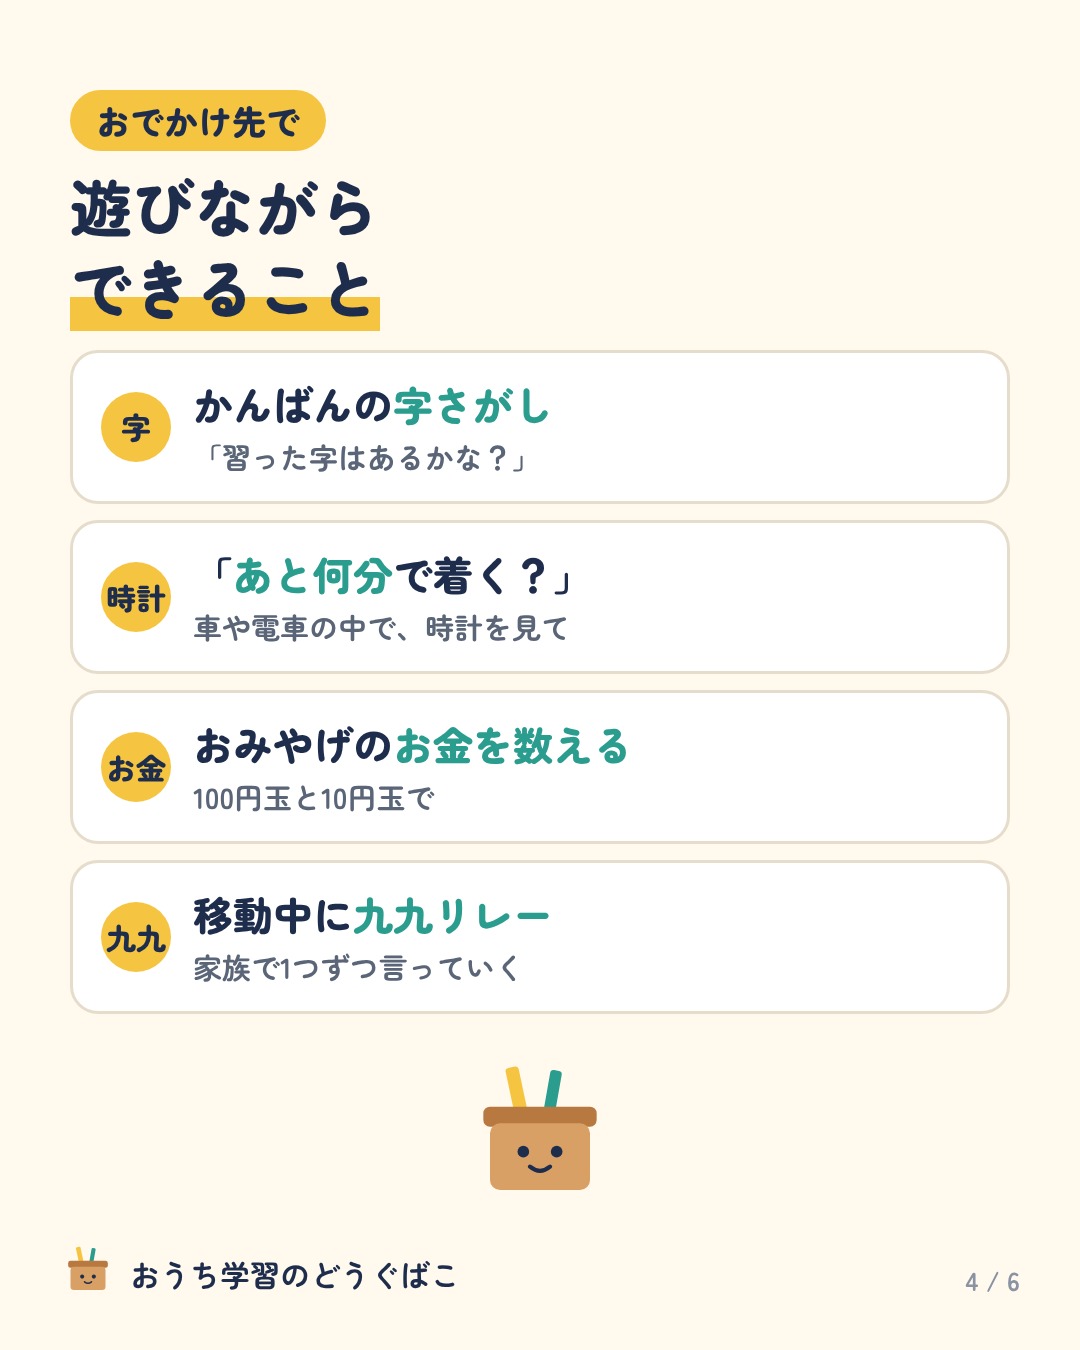 おでかけ先で
遊びながら
できること
字
かんばんの字さがし
「習った字はあるかな？」
時計
「あと何分で着く？」
車や電車の中で、時計を見て
お金
おみやげのお金を数える
100円玉と10円玉で
九九
移動中に九九リレー
家族で1つずつ言っていく
おうち学習のどうぐばこ
4 / 6